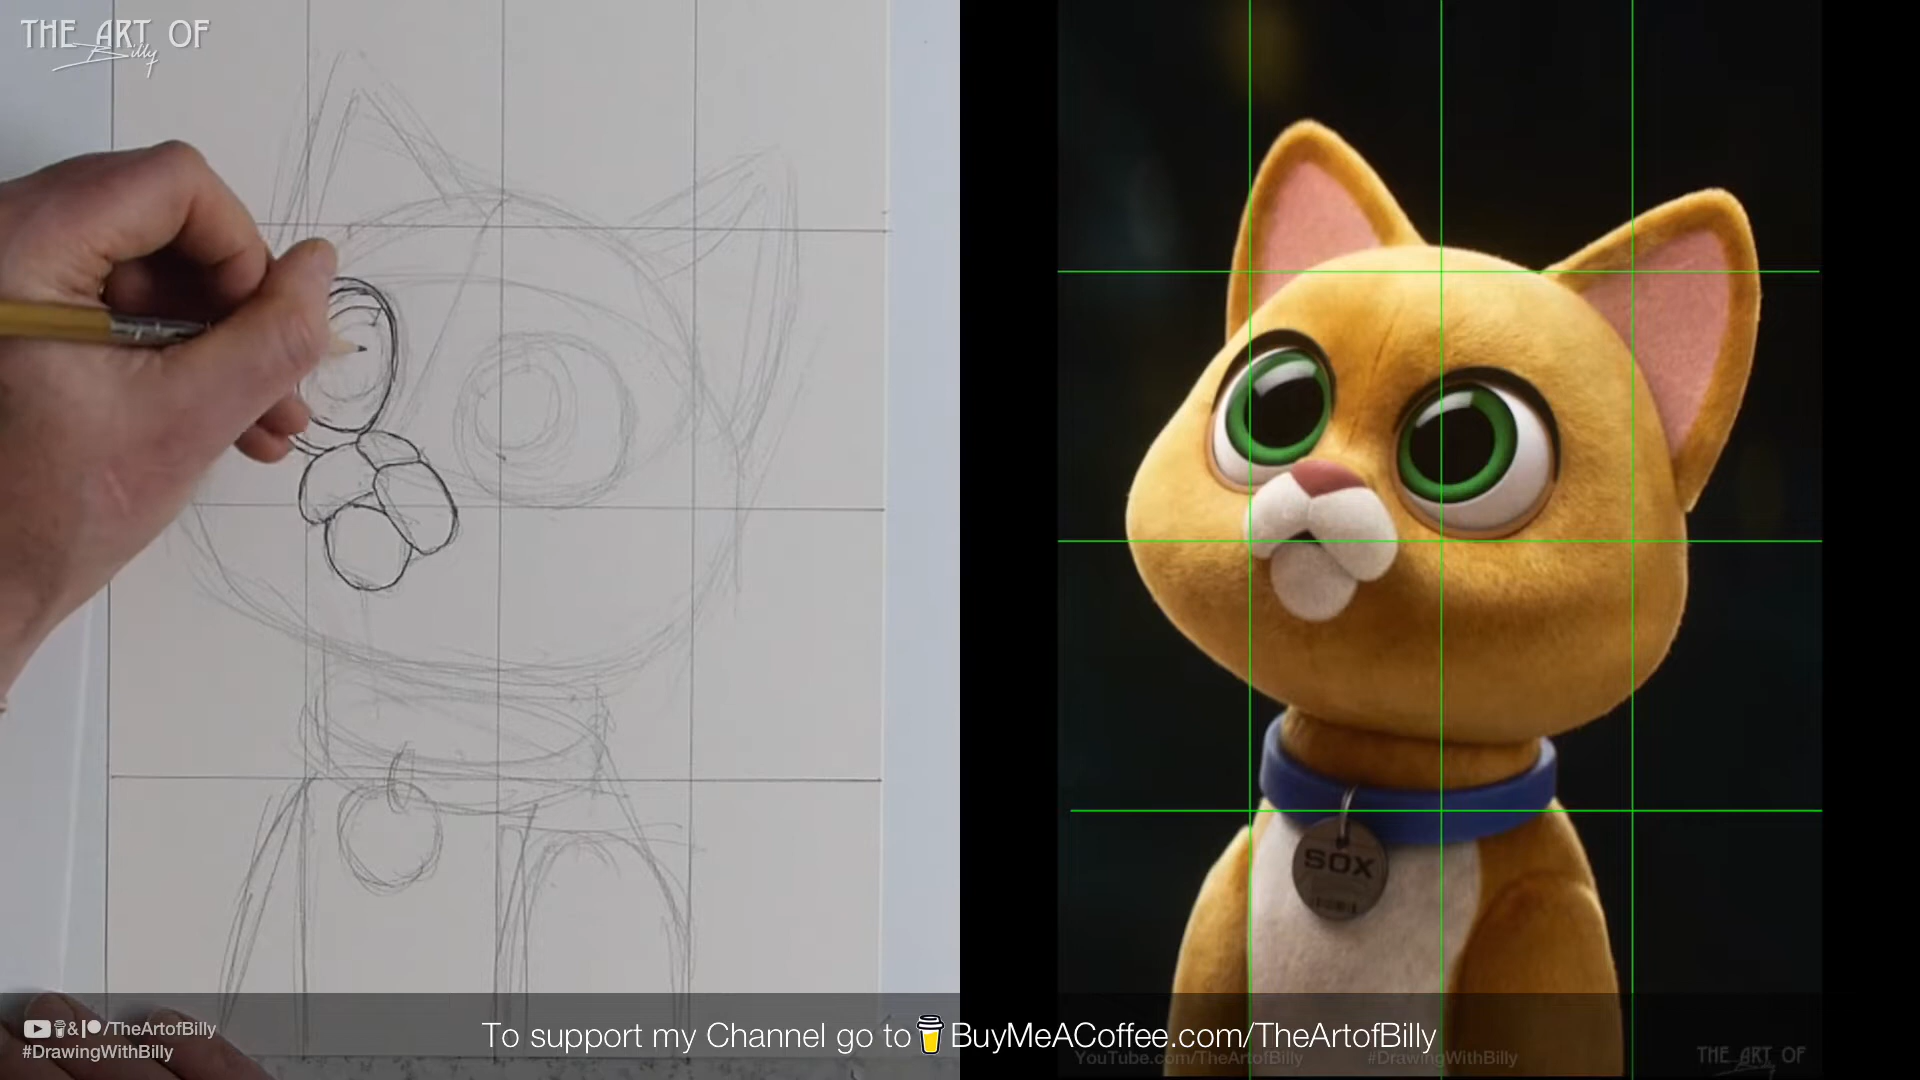 THE ART OF
Billy
SOX
/TheArtofBilly
#DrawingWithBilly
To support my Channel go to BuyMeACoffee.com/TheArtofBilly
YouTube.com/TheArtofBilly #DrawingWithBilly
THE ART OF